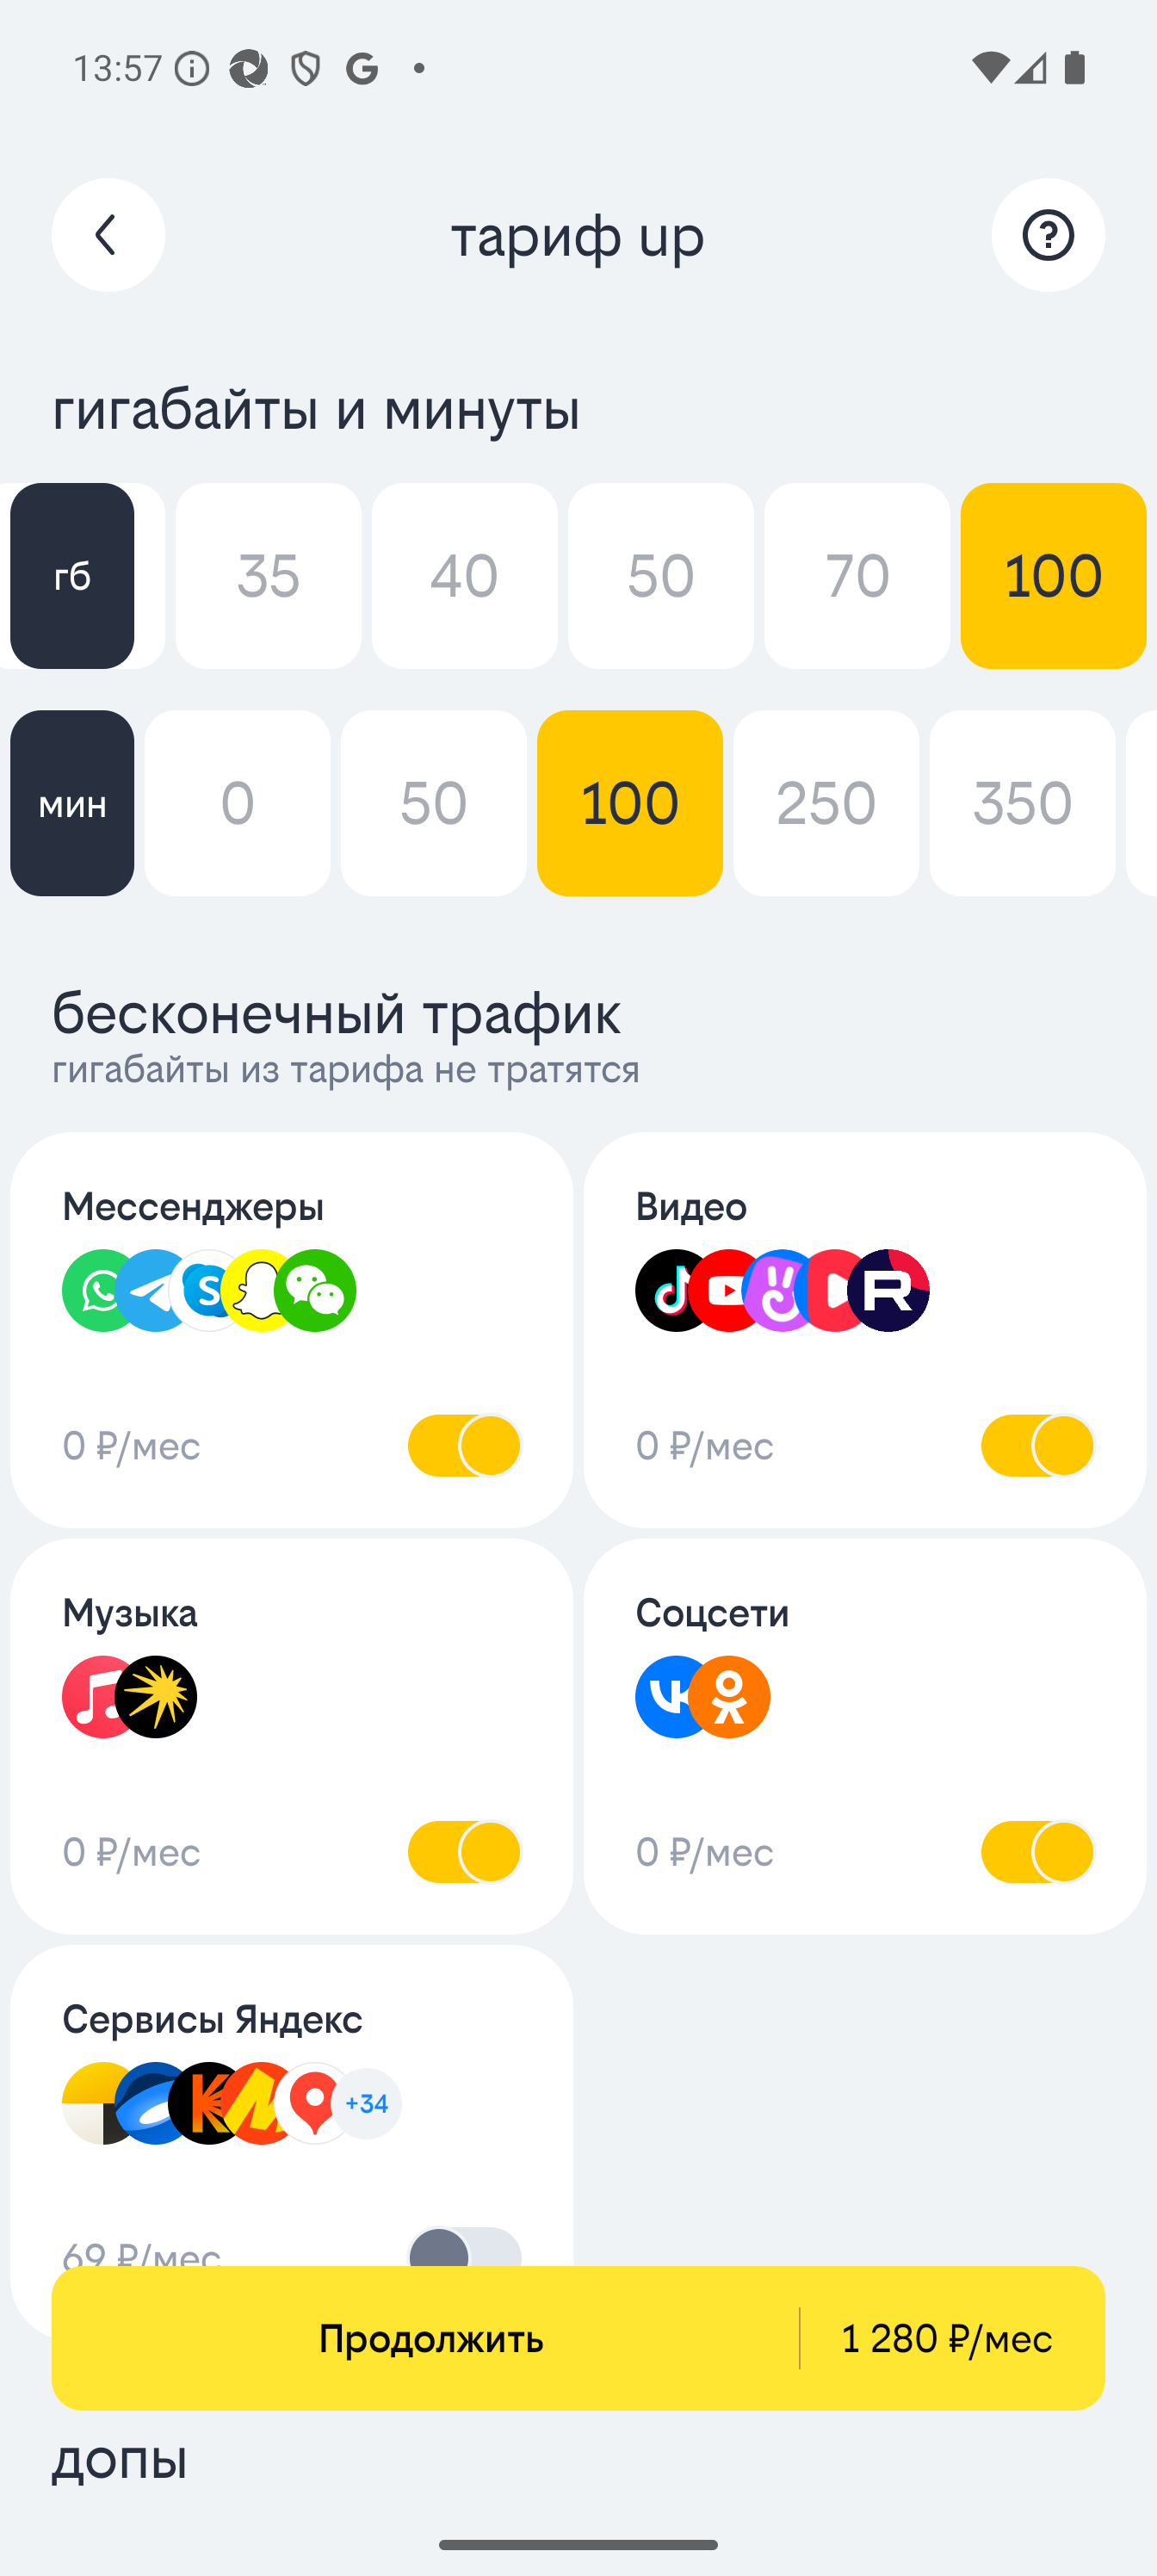 13:57
тариф up
гигабайты и минуты
гб 35 40 50 70 100
мин 0 50 100 250 350
бесконечный трафик
гигабайты из тарифа не тратятся
Мессенджеры
0 ₽/мес
Видео
0 ₽/мес
Музыка
0 ₽/мес
Соцсети
0 ₽/мес
Сервисы Яндекс
+34
69 ₽/мес
Продолжить 1 280 ₽/мес
допы